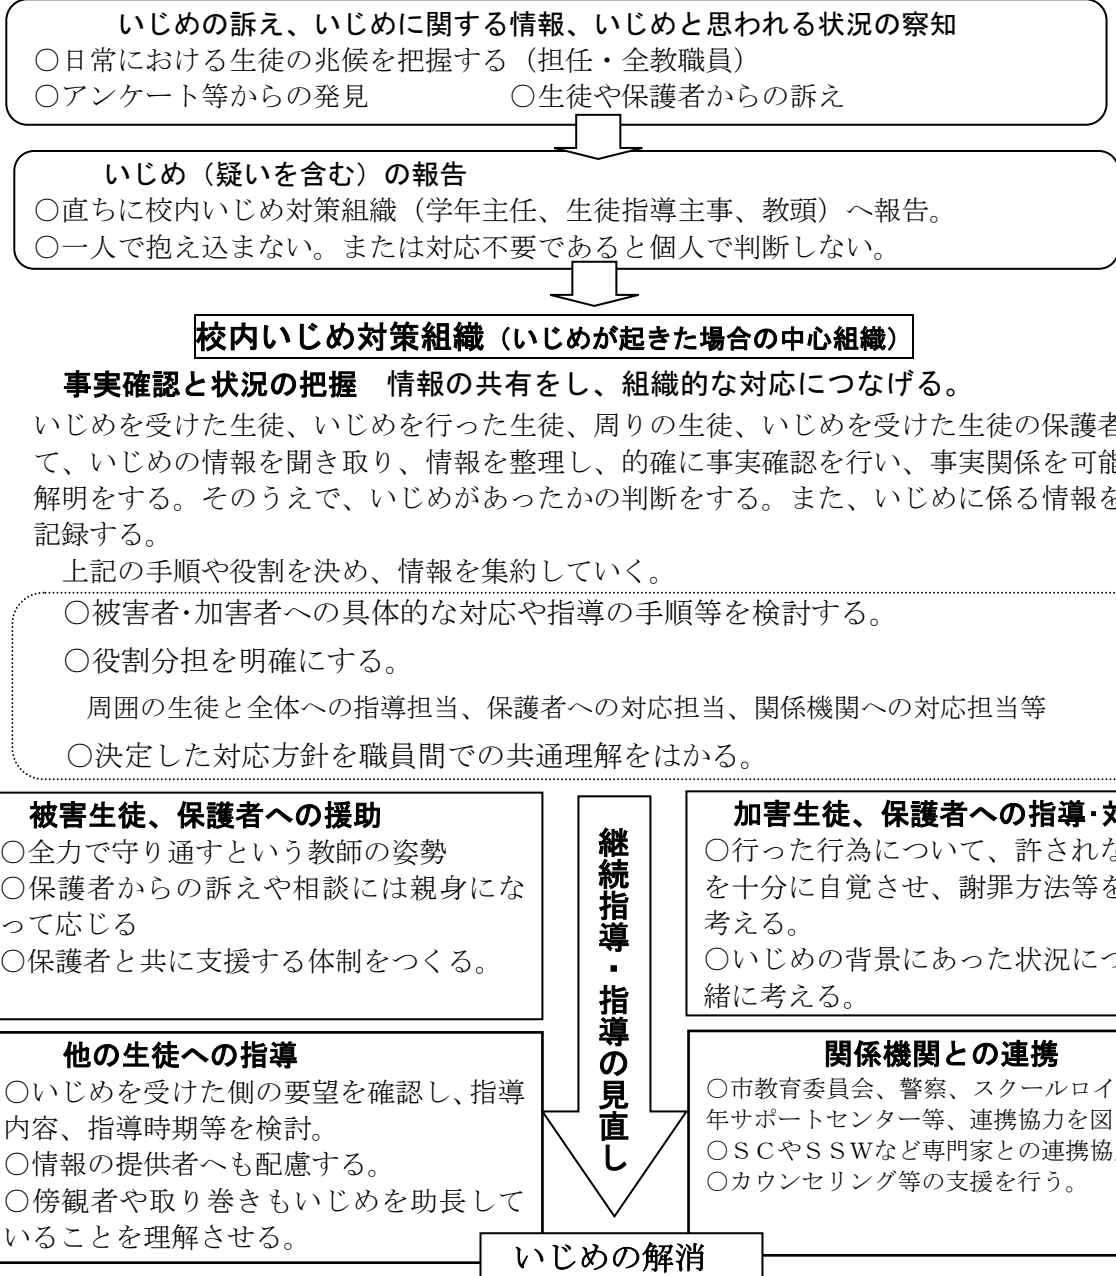 いじめの訴え、いじめに関する情報、いじめと思われる状況の察知
○日常における生徒の兆候を把握する（担任・全教職員）
○アンケート等からの発見　○生徒や保護者からの訴え
いじめ（疑いを含む）の報告
○直ちに校内いじめ対策組織（学年主任、生徒指導主事、教頭）へ報告。
○一人で抱え込まない。または対応不要であると個人で判断しない。
校内いじめ対策組織（いじめが起きた場合の中心組織）
事実確認と状況の把握　情報の共有をし、組織的な対応につなげる。
いじめを受けた生徒、いじめを行った生徒、周りの生徒、いじめを受けた生徒の保護者
て、いじめの情報を聞き取り、情報を整理し、的確に事実確認を行い、事実関係を可能
解明をする。そのうえで、いじめがあったかの判断をする。また、いじめに係る情報を
記録する。
上記の手順や役割を決め、情報を集約していく。
○被害者･加害者への具体的な対応や指導の手順等を検討する。
○役割分担を明確にする。
周囲の生徒と全体への指導担当、保護者への対応担当、関係機関への対応担当等
○決定した対応方針を職員間での共通理解をはかる。
被害生徒、保護者への援助
○全力で守り通すという教師の姿勢
○保護者からの訴えや相談には親身にな
って応じる
○保護者と共に支援する体制をつくる。
継続指導・指導の見直し
加害生徒、保護者への指導･対
○行った行為について、許されな
を十分に自覚させ、謝罪方法等を
考える。
○いじめの背景にあった状況につ
緒に考える。
他の生徒への指導
○いじめを受けた側の要望を確認し、指導
内容、指導時期等を検討。
○情報の提供者へも配慮する。
○傍観者や取り巻きもいじめを助長して
いることを理解させる。
関係機関との連携
○市教育委員会、警察、スクールロイ
年サポートセンター等、連携協力を図
○ＳＣやＳＳＷなど専門家との連携協
○カウンセリング等の支援を行う。
いじめの解消